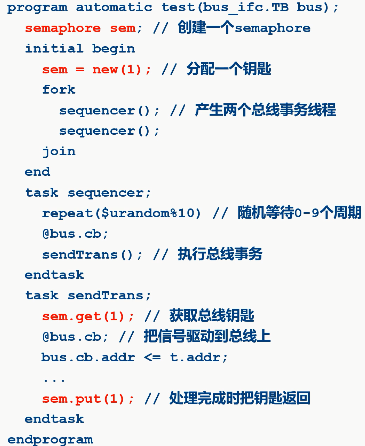 program automatic test(bus_ifc.TB bus);
semaphore sem; // 创建一个semaphore
initial begin
sem = new(1); // 分配一个钥匙
fork
sequencer(); // 产生两个总线事务线程
sequencer();
join
end
task sequencer;
repeat($urandom%10) // 随机等待0-9个周期
@bus.cb;
sendTrans(); // 执行总线事务
endtask
task sendTrans;
sem.get(1); // 获取总线钥匙
@bus.cb; // 把信号驱动到总线上
bus.cb.addr <= t.addr;
...
sem.put(1); // 处理完成时把钥匙返回
endtask
endprogram